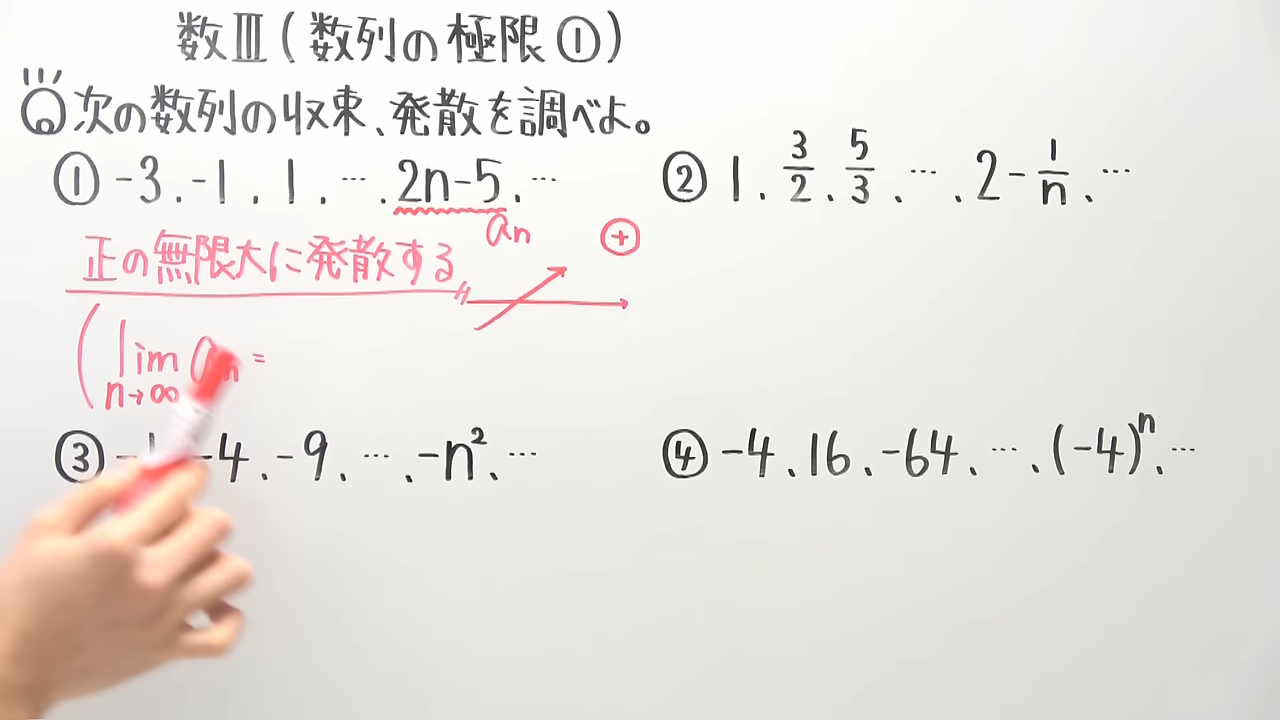 数Ⅲ(数列の極限①)
Q次の数列の収束、発散を調べよ。
① -3、-1、1、…、2n-5、…
an
正の無限大に発散する
+
(lim an =
n→∞
② 1、3/2、5/3、…、2-1/n、…
③ -1、-4、-9、…、-n²、…
④ -4、16、-64、…、(-4)ⁿ、…